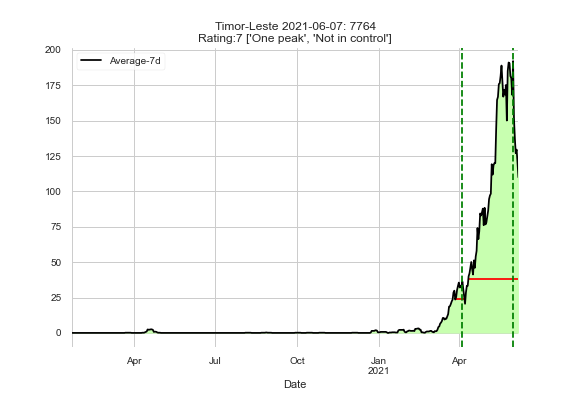 Timor-Leste 2021-06-07: 7764
Rating:7 ['One peak', 'Not in control']
Average-7d
200
175
150
125
100
75
50
25
0
Apr Jul Oct Jan Apr
2021
Date